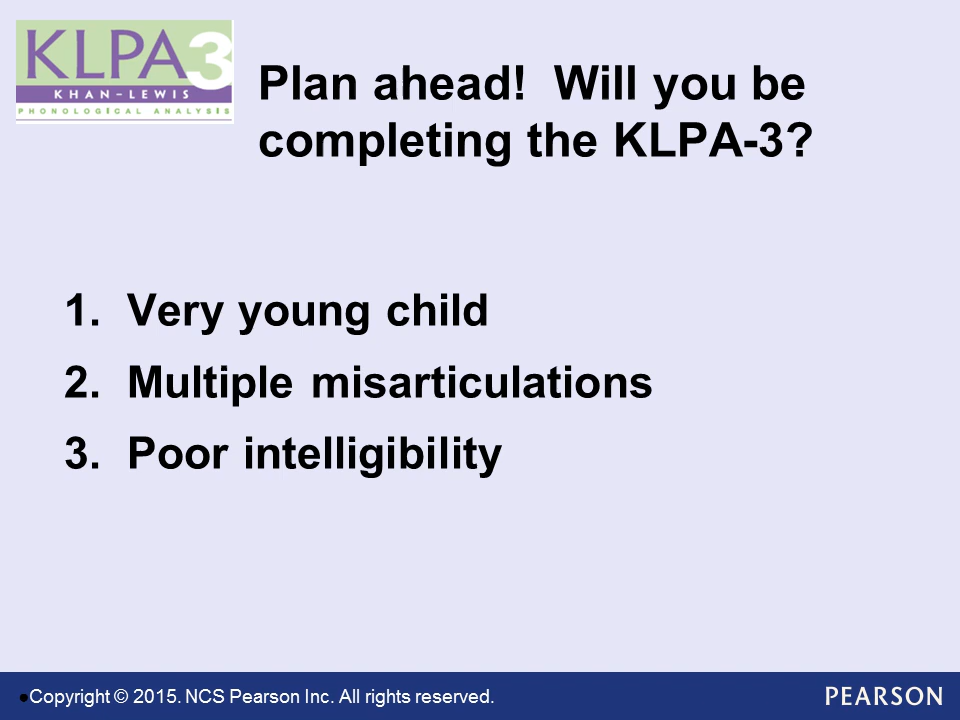 KLPA3
KHAN-LEWIS
PHONOLOGICAL ANALYSIS
Plan ahead!  Will you be
completing the KLPA-3?
1. Very young child
2. Multiple misarticulations
3. Poor intelligibility
●Copyright © 2015. NCS Pearson Inc. All rights reserved.
PEARSON